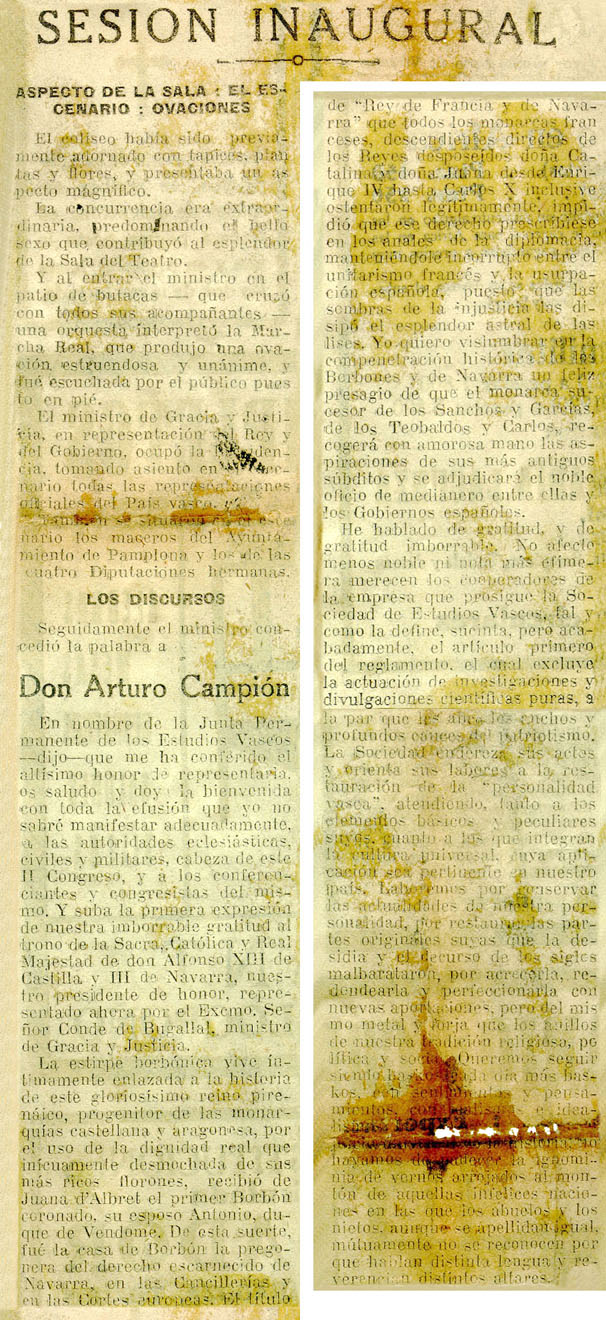 SESION INAUGURAL
ASPECTO DE LA SALA : EL ES-
CENARIO : OVACIONES
El coliseo había sido previa-
mente adornado con tapices, plan
tas y flores, y presentaba un as
pecto magnífico.
La concurrencia era extraor-
dinaria, predominando el bello
sexo que contribuyó al esplendor
de la Sala del Teatro.
Y al entrar el ministro en el
patio de butacas — que cruzó
con todos sus acompañantes —
una orquesta interpretó la Mar-
cha Real, que produjo una ova-
ción estruendosa y unánime, y
fué escuchada por el público pues
to en pié.
El ministro de Gracia y Justi-
cia, en representación del Rey y
del Gobierno, ocupó la
cia, tomando asiento en
nario todas las representaciones
oficiales del País vasco.
También se situaron en el esce
nario los maceros del Ayunta-
miento de Pamplona y los de las
cuatro Diputaciones hermanas.
LOS DISCURSOS
Seguidamente el ministro con-
cedió la palabra a
Don Arturo Campión
En nombre de la Junta Per-
manente de los Estudios Vascos
—dijo—que me ha conferido el
altísimo honor de representarla,
os saludo y doy la bienvenida
con toda la efusión que yo no
sabré manifestar adecuadamente,
a las autoridades eclesiásticas,
civiles y militares, cabeza de este
II Congreso, y a los conferen-
ciantes y congresistas del mis-
mo. Y suba la primera expresión
de nuestra imborrable gratitud al
trono de la Sacra, Católica y Real
Majestad de don Alfonso XIII de
Castilla y III de Navarra, nues-
tro presidente de honor, repre-
sentado ahora por el Excmo. Se-
ñor Conde de Bugallal, ministro
de Gracia y Justicia.
La estirpe borbónica vive ín-
timamente enlazada a la historia
de este gloriosísimo reino pire-
náico, progenitor de las monar-
quías castellana y aragonesa, por
el uso de la dignidad real que
inícuamente desmochada de sus
más ricos florones, recibió de
Juana d'Albret el primer Borbón
coronado, su esposo Antonio, du-
que de Vendome. De esta suerte,
fué la casa de Borbón la prego-
nera del derecho escarnecido de
Navarra, en las Cancillerías y
en las Cortes europeas. El título
de "Rey de Francia y de Nava-
rra" que todos los monarcas fran
ceses, descendientes directos de
los Reyes desposeidos doña Ca-
talina y doña Juana desde Enri-
que IV hasta Carlos X inclusive
ostentaron legítimamente, impi-
dió que ese derecho prescribiese
en los anales de la diplomacia,
manteniéndole incorrupto entre el
unitarismo francés y la usurpa-
ción española, puesto que las
sombras de la injusticia las di-
sipó el esplendor astral de las
lises. Yo quiero vislumbrar en la
compenetración histórica de los
Borbones y de Navarra un feliz
presagio de que el monarca su-
cesor de los Sanchos y Garcías,
de los Teobaldos y Carlos, re-
cogerá con amorosa mano las as-
piraciones de sus más antiguos
súbditos y se adjudicará el noble
oficio de medianero entre ellas y
los Gobiernos españoles.
He hablado de gratitud, y de
gratitud imborrable. No afecto
menos noble ni nota más efíme-
ra merecen los cooperadores de
la empresa que prosigue la So-
ciedad de Estudios Vascos, tal y
como la define, sucinta, pero aca-
badamente, el artículo primero
del reglamento, el cual excluye
la actuación de investigaciones y
divulgaciones científicas puras, a
la par que les abre los anchos y
profundos cauces del patriotismo.
La Sociedad endereza sus actos
y orienta sus labores a la res-
tauración de la "personalidad
vasca", atendiendo, tanto a los
elementos básicos y peculiares
suyos, cuanto a los que integran
la cultura universal, cuya apli-
cación sea pertinente a nuestro
país. Laboremos por conservar
las actualidades de nuestra per-
sonalidad, por restaurar las par-
tes originales suyas que la de-
sidia y el decurso de los siglos
malbarataron, por acrecerla, re-
dondearla y perfeccionarla con
nuevas aportaciones, pero del mis
mo metal y forja que los anillos
de nuestra tradición religiosa, po
lítica y social. Queremos seguir
siendo baskos, cada día más bas-
kos, con sentimientos y pensa-
mientos, con e idea-
lismos
hayamos de mover la ignomi-
nia de vernos arrojados al mon-
tón de aquellas infelices nacio-
nes en las que los abuelos y los
nietos, aunque se apellidan igual,
mútuamente no se reconocen por
que hablan distinta lengua y re-
verencian distintos altares.